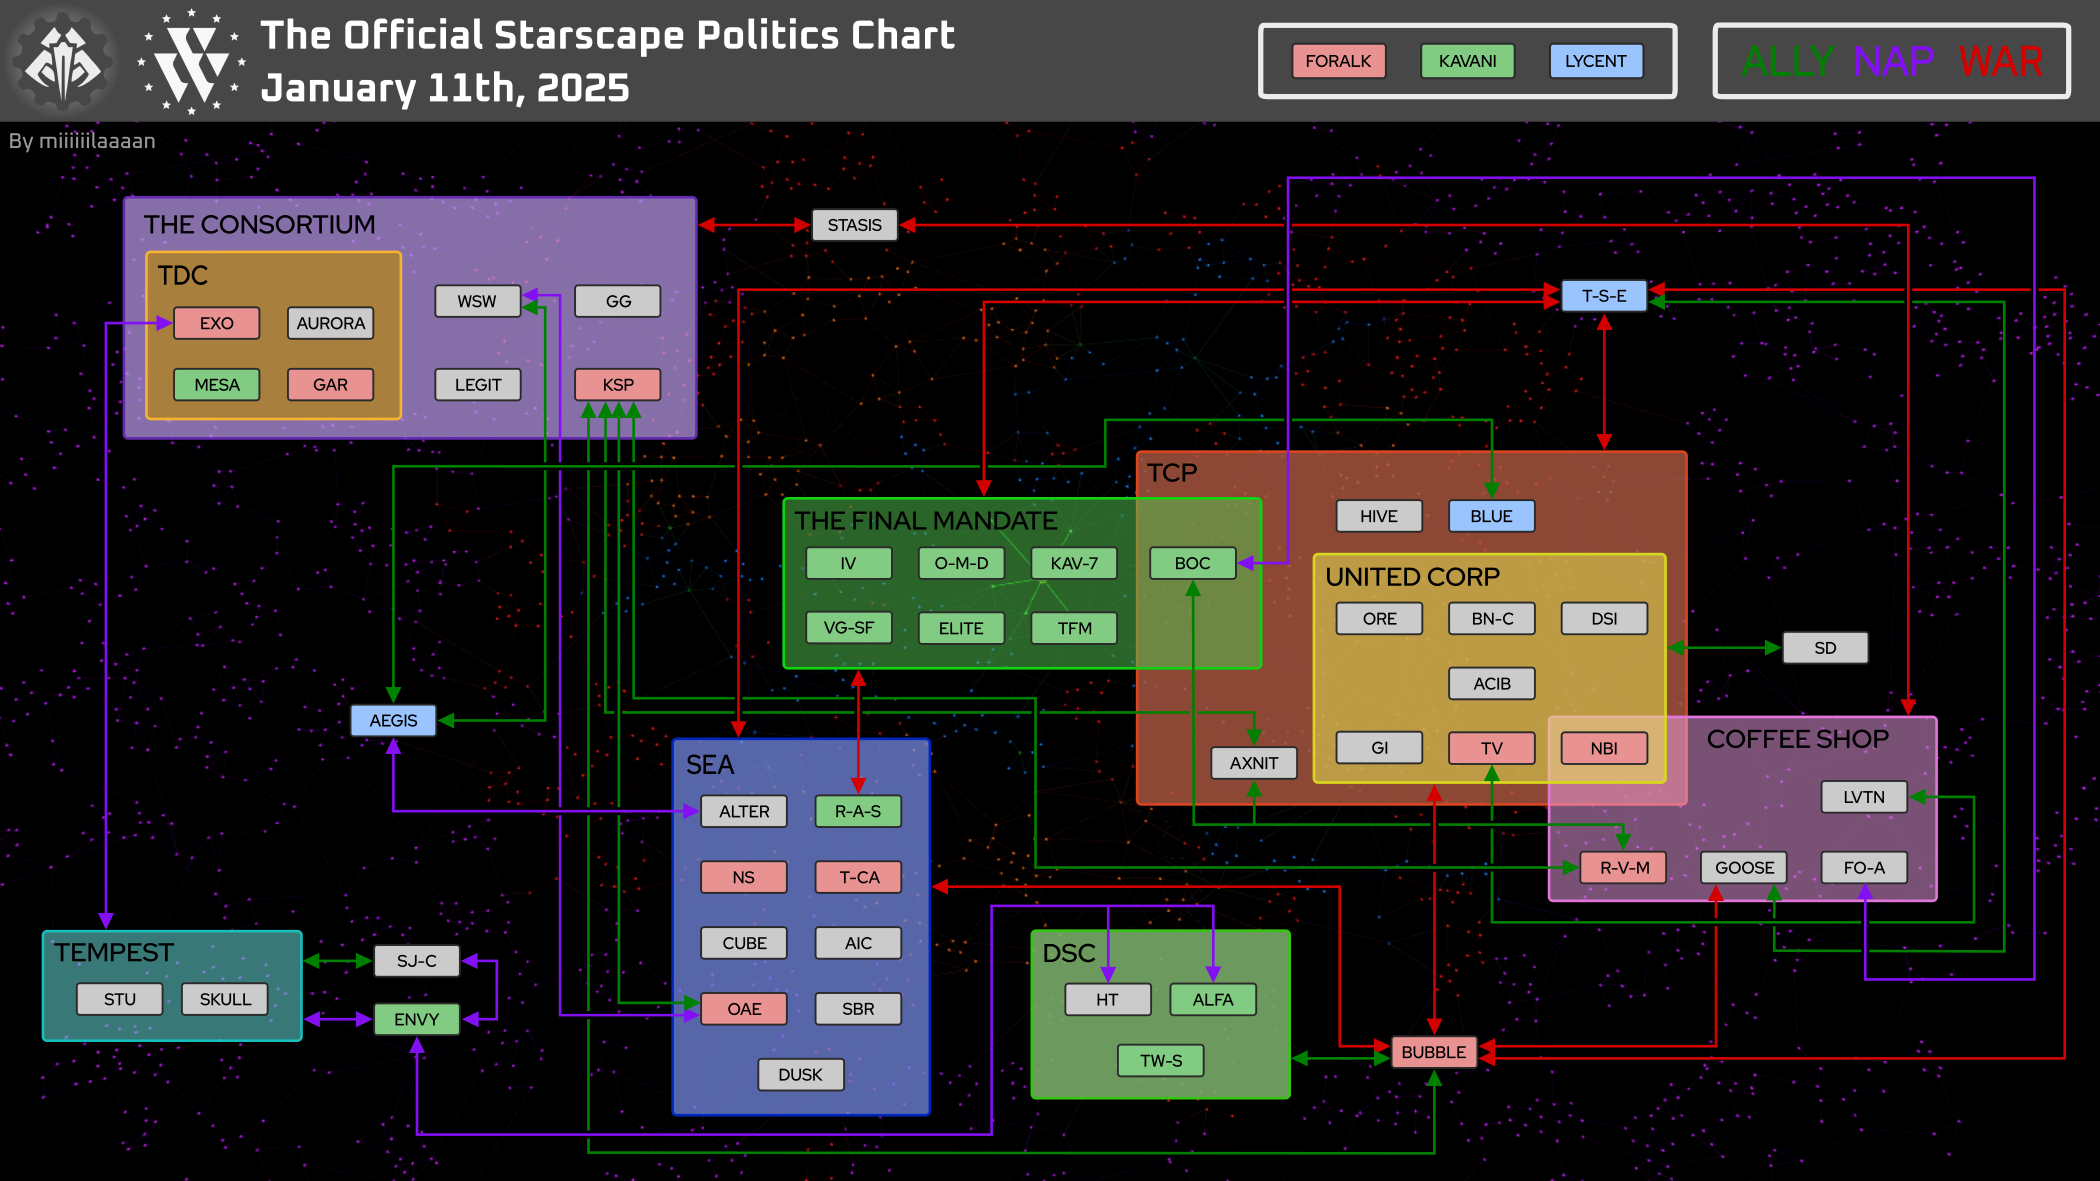 The Official Starscape Politics Chart
January 11th, 2025
FORALK
KAVANI
LYCENT
ALLY NAP WAR
By miiiiiilaaaan
THE CONSORTIUM
TDC
EXO
AURORA
MESA
GAR
WSW
GG
LEGIT
KSP
STASIS
T-S-E
TCP
HIVE
BLUE
THE FINAL MANDATE
IV
O-M-D
KAV-7
BOC
VG-SF
ELITE
TFM
UNITED CORP
ORE
BN-C
DSI
ACIB
GI
TV
NBI
AXNIT
SD
COFFEE SHOP
LVTN
R-V-M
GOOSE
FO-A
AEGIS
SEA
ALTER
R-A-S
NS
T-CA
CUBE
AIC
OAE
SBR
DUSK
TEMPEST
STU
SKULL
SJ-C
ENVY
DSC
HT
ALFA
TW-S
BUBBLE